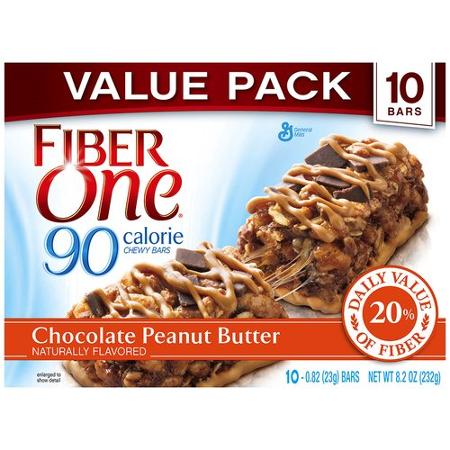 VALUE PACK
10
BARS
General
Mills
FIBER
One®
90 calorie
CHEWY BARS
DAILY VALUE
20%
OF FIBER
Chocolate Peanut Butter
NATURALLY FLAVORED
enlarged to
show detail
10 - 0.82 (23g) BARS NET WT 8.2 OZ (232g)